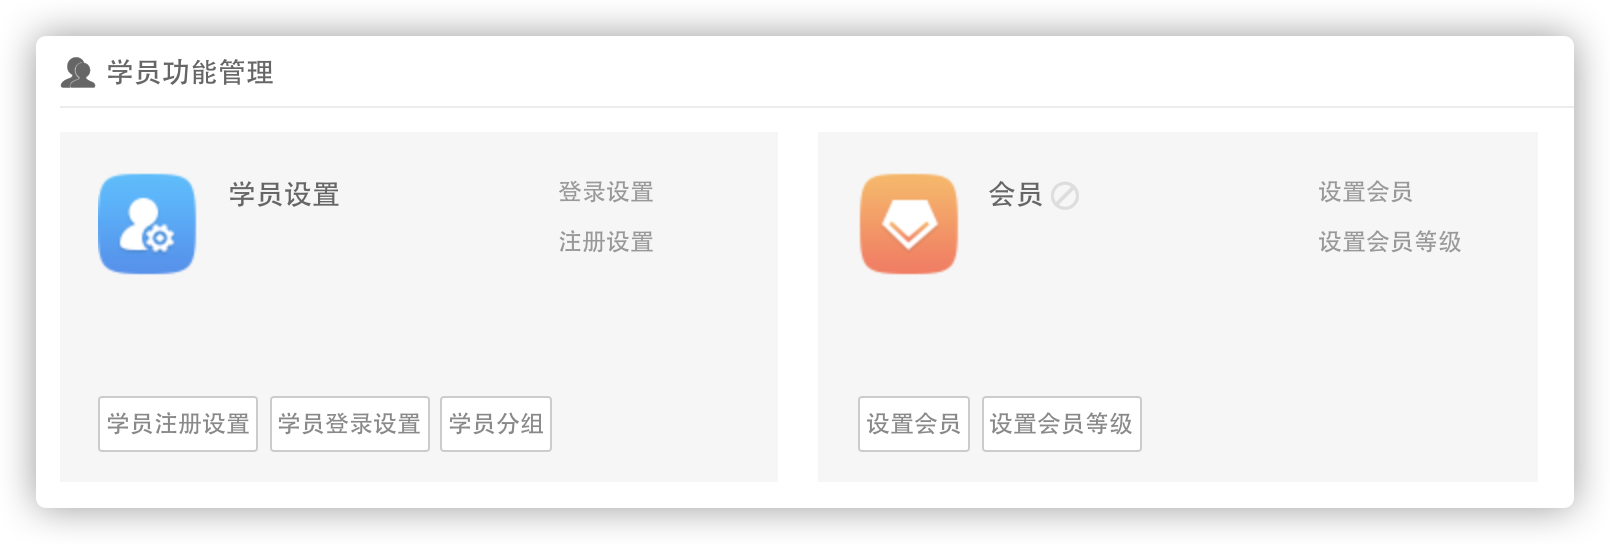 学员功能管理
学员设置
登录设置
注册设置
学员注册设置
学员登录设置
学员分组
会员
设置会员
设置会员等级
设置会员
设置会员等级